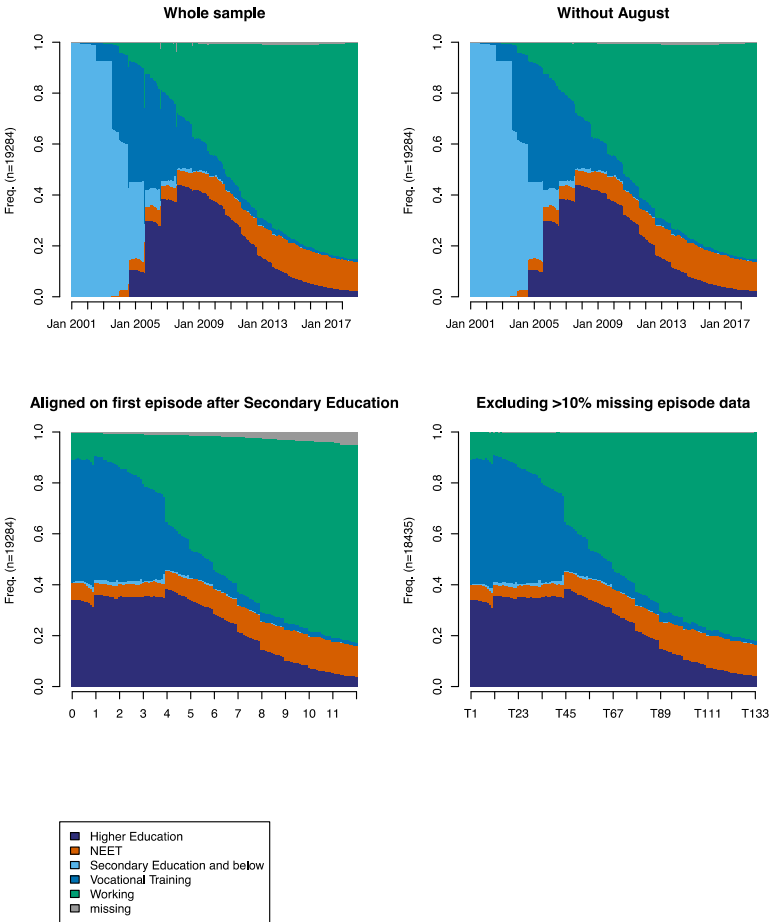 Whole sample
Without August
Freq. (n=19284)
0.0 0.2 0.4 0.6 0.8 1.0
Jan 2001 Jan 2005 Jan 2009 Jan 2013 Jan 2017
Freq. (n=19284)
0.0 0.2 0.4 0.6 0.8 1.0
Jan 2001 Jan 2005 Jan 2009 Jan 2013 Jan 2017
Aligned on first episode after Secondary Education
Excluding >10% missing episode data
Freq. (n=19284)
0.0 0.2 0.4 0.6 0.8 1.0
0 1 2 3 4 5 6 7 8 9 10 11
Freq. (n=18435)
0.0 0.2 0.4 0.6 0.8 1.0
T1 T23 T45 T67 T89 T111 T133
Higher Education
NEET
Secondary Education and below
Vocational Training
Working
missing